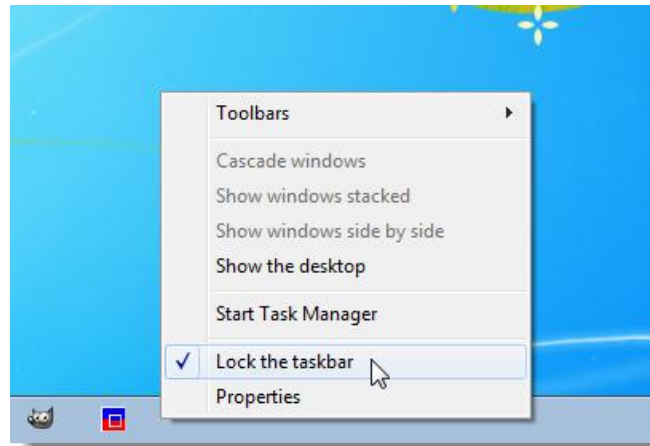 Toolbars
Cascade windows
Show windows stacked
Show windows side by side
Show the desktop
Start Task Manager
Lock the taskbar
Properties